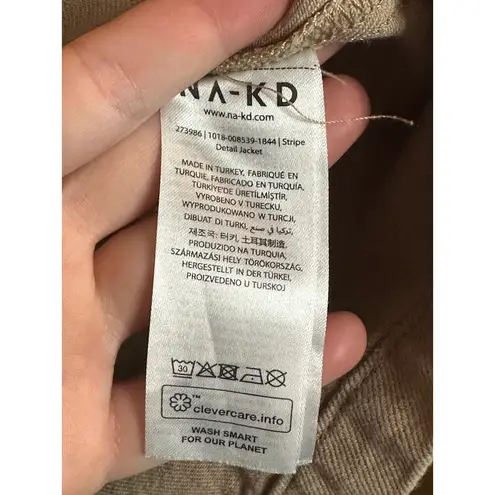 NA-KD
www.na-kd.com
273986 | 1018-008539-1844 | Stripe
Detail Jacket
MADE IN TURKEY, FABRIQUÉ EN
TURQUIE, FABRICADO EN TURQUÍA,
TÜRKİYE'DE ÜRETİLMİŞTİR,
VYROBENO V TURECKU,
WYPRODUKOWANO W TURCJI,
DIBUAT DI TURKI, تركيا في صنع,
제조국: 터키, 土耳其制造,
PRODUZIDO NA TURQUIA,
SZÁRMAZÁSI HELY TÖRÖKORSZÁG,
HERGESTELLT IN DER TÜRKEI,
PROIZVEDENO U TURSKOJ
30
™ clevercare.info
WASH SMART
FOR OUR PLANET